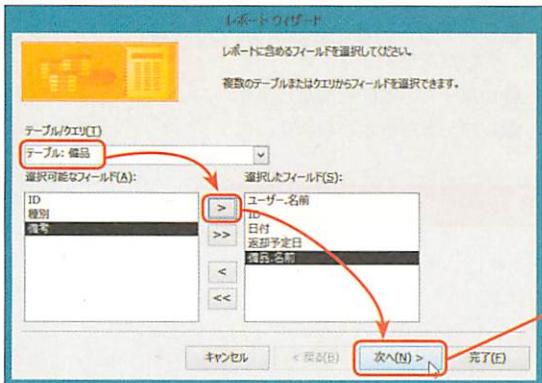 レポート ウィザード
レポートに含めるフィールドを選択してください。
複数のテーブルまたはクエリからフィールドを選択できます。
テーブル/クエリ(T)
テーブル: 備品
選択可能なフィールド(A):
選択したフィールド(S):
ID
種別
備考
>
>>
<
<<
ユーザー.名前
ID
日付
返却予定日
備品.名前
キャンセル
< 戻る(B)
次へ(N) >
完了(F)